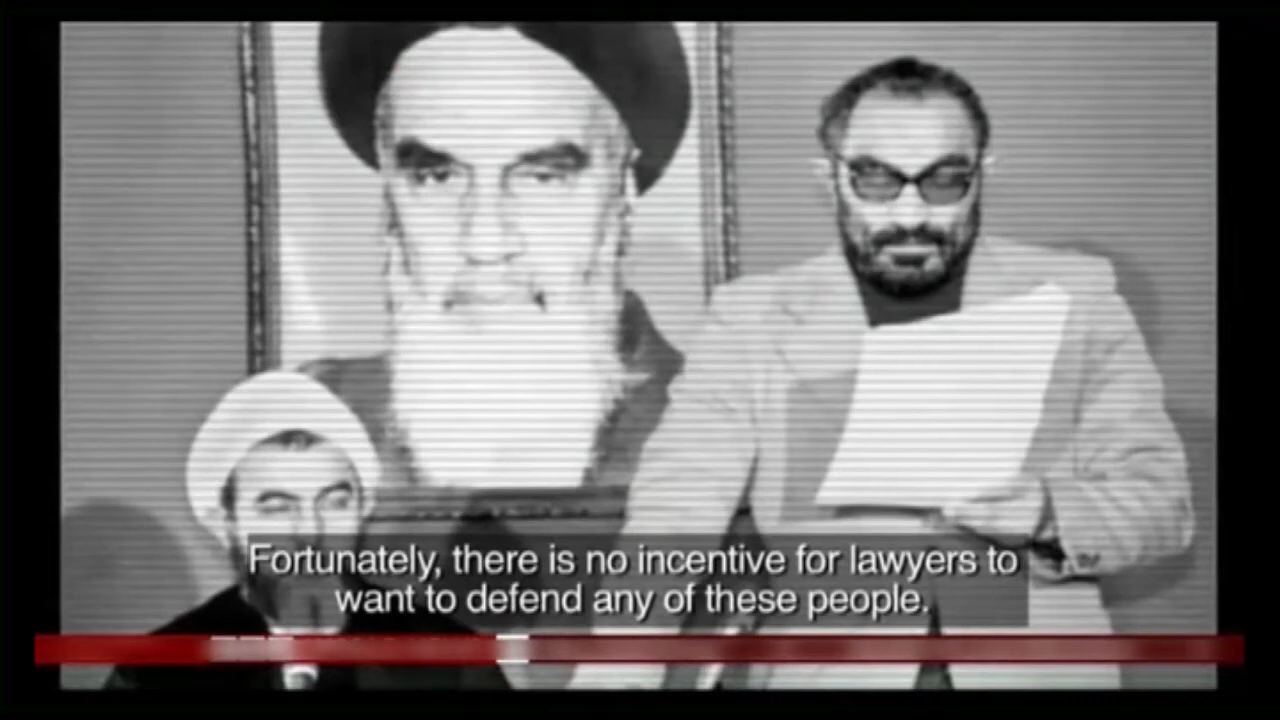 Fortunately, there is no incentive for lawyers to
want to defend any of these people.